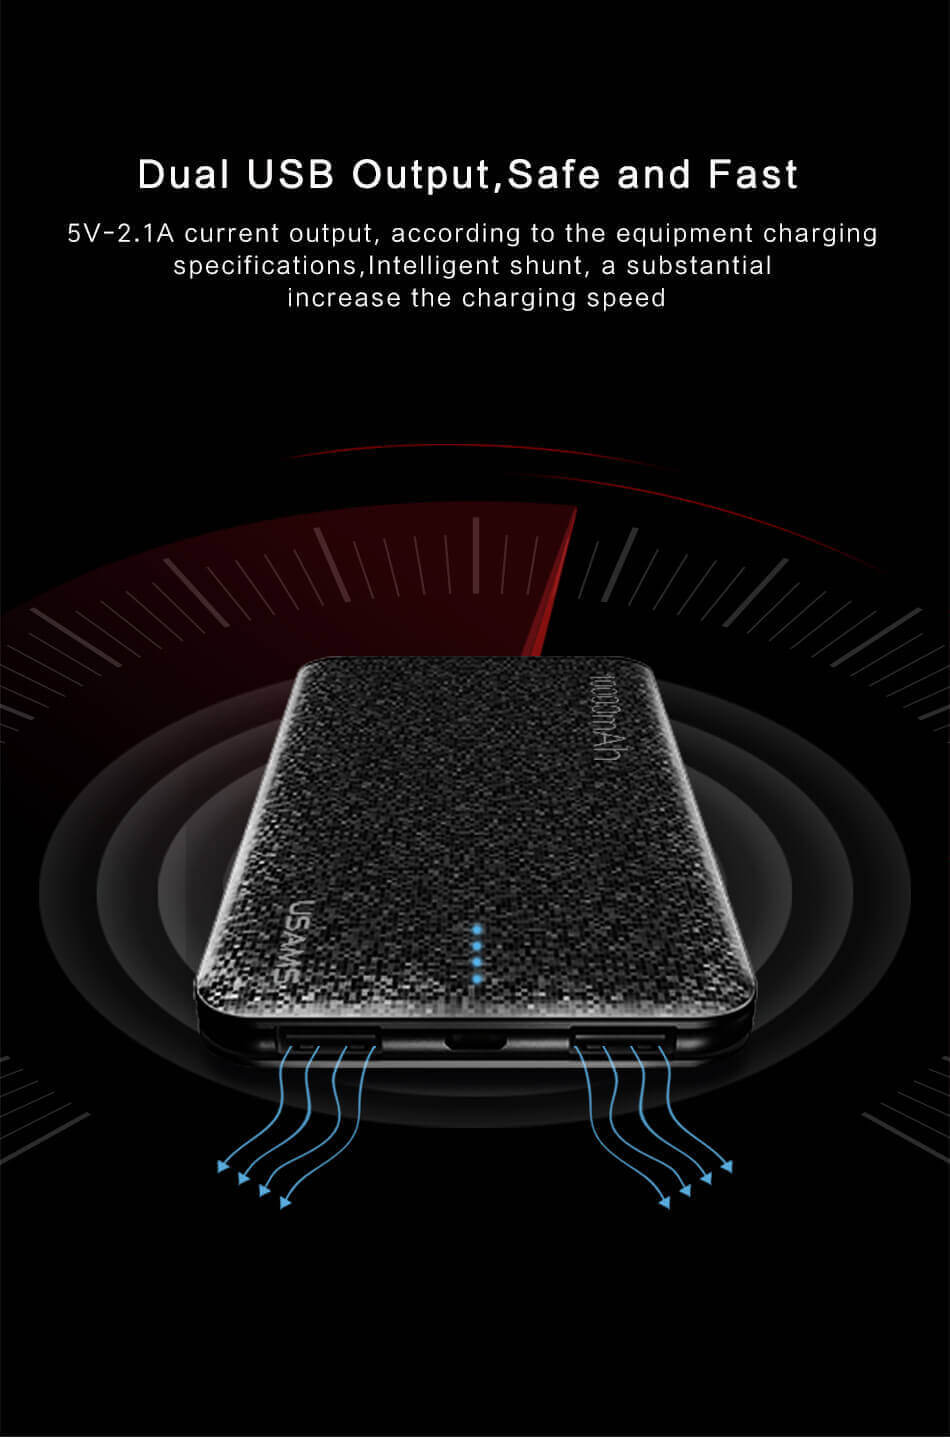 Dual USB Output,Safe and Fast
5V-2.1A current output, according to the equipment charging
specifications,Intelligent shunt, a substantial
increase the charging speed
10000mAh
USAMS